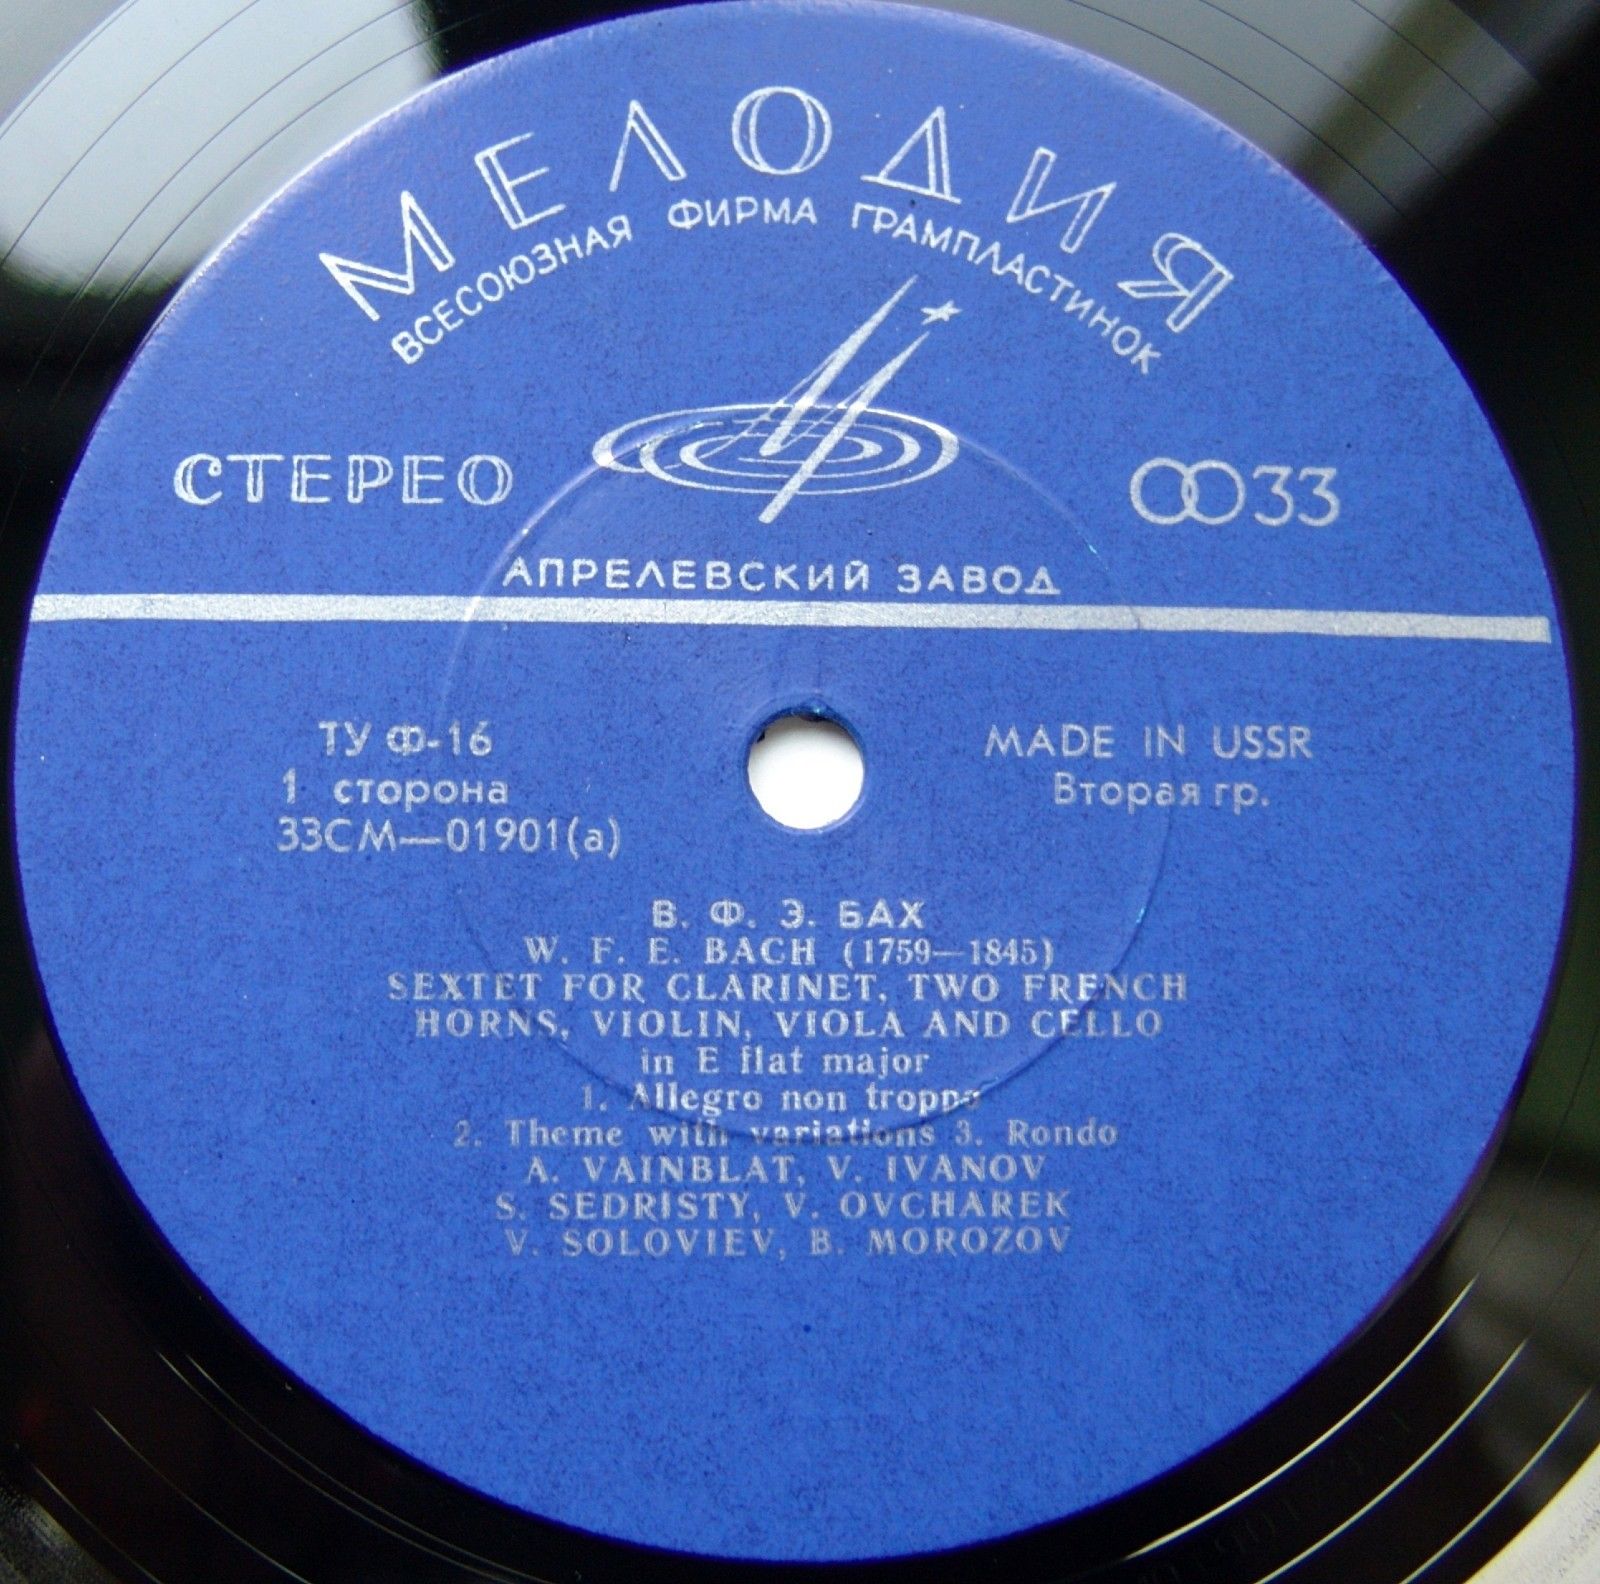 МЕЛОДИЯ
ВСЕСОЮЗНАЯ ФИРМА ГРАМПЛАСТИНОК
СТЕРЕО
33
АПРЕЛЕВСКИЙ ЗАВОД
ТУ Ф-16
1 сторона
33СМ—01901(а)
MADE IN USSR
Вторая гр.
В. Ф. Э. БАХ
W. F. E. BACH (1759—1845)
SEXTET FOR CLARINET, TWO FRENCH
HORNS, VIOLIN, VIOLA AND CELLO
in E flat major
1. Allegro non troppo
2. Theme with variations 3. Rondo
A. VAINBLAT, V. IVANOV
S. SEDRISTY, V. OVCHAREK
V. SOLOVIEV, B. MOROZOV